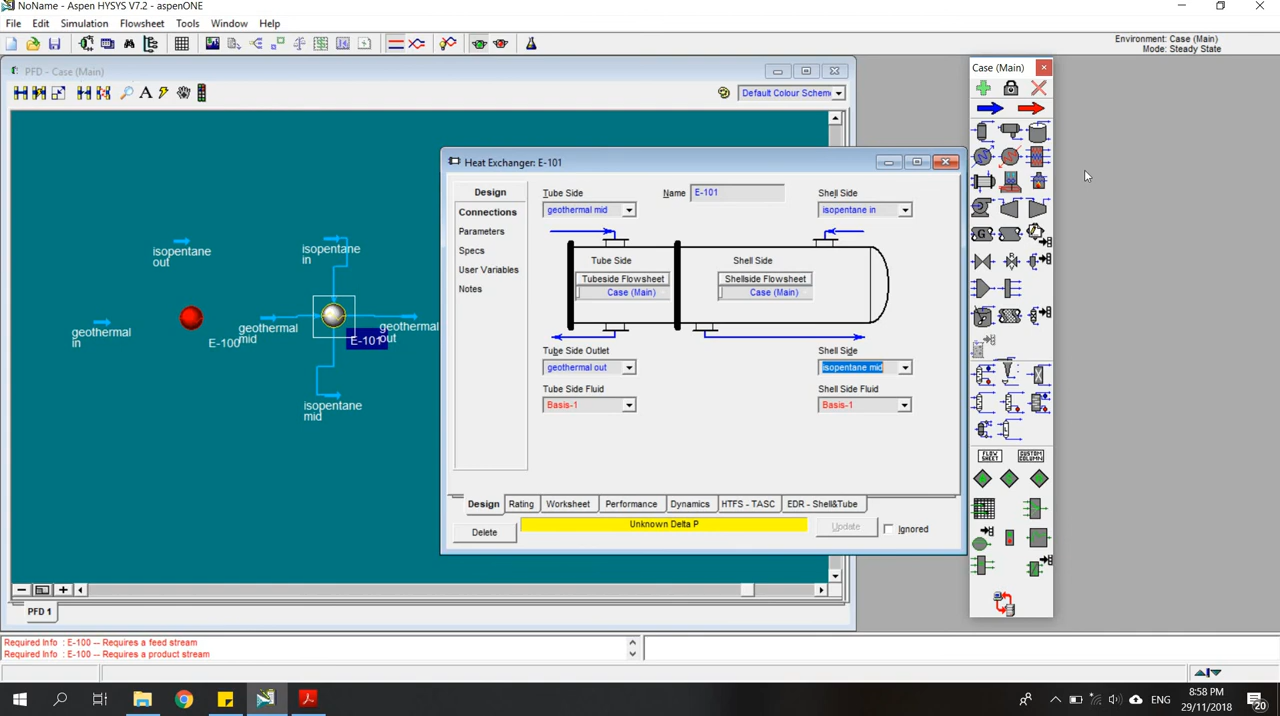 NoName - Aspen HYSYS V7.2 - aspenONE
File Edit Simulation Flowsheet Tools Window Help
Environment: Case (Main)
Mode: Steady State
PFD - Case (Main)
Default Colour Schem
Case (Main)
isopentane
out
isopentane
in
geothermal
in
E-100
geothermal
mid
E-101
geothermal
out
isopentane
mid
Heat Exchanger: E-101
Design
Connections
Parameters
Specs
User Variables
Notes
Tube Side
Name E-101
Shell Side
geothermal mid
isopentane in
Tube Side
Shell Side
Tubeside Flowsheet
Shellside Flowsheet
Case (Main)
Case (Main)
Tube Side Outlet
Shell Side
geothermal out
isopentane mid
Tube Side Fluid
Shell Side Fluid
Basis-1
Basis-1
Design Rating Worksheet Performance Dynamics HTFS - TASC EDR - Shell&Tube
Delete
Unknown Delta P
Update
Ignored
FLOW
SHEET
CUSTOM
COLUMN
PFD 1
Required Info : E-100 -- Requires a feed stream
Required Info : E-100 -- Requires a product stream
ENG
8:58 PM
29/11/2018
20